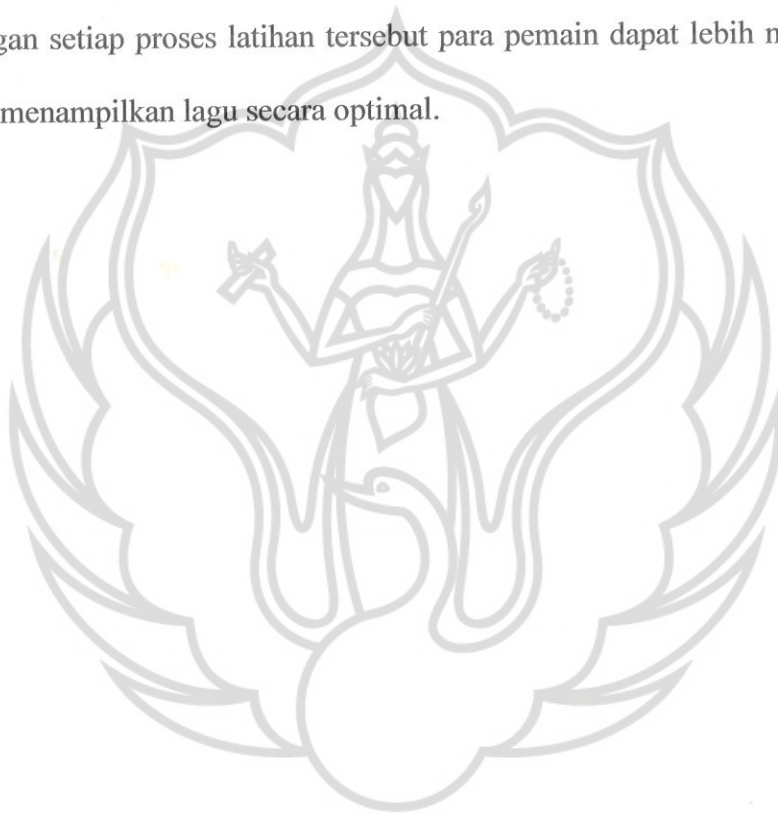 gan setiap proses latihan tersebut para pemain dapat lebih
menampilkan lagu secara optimal.